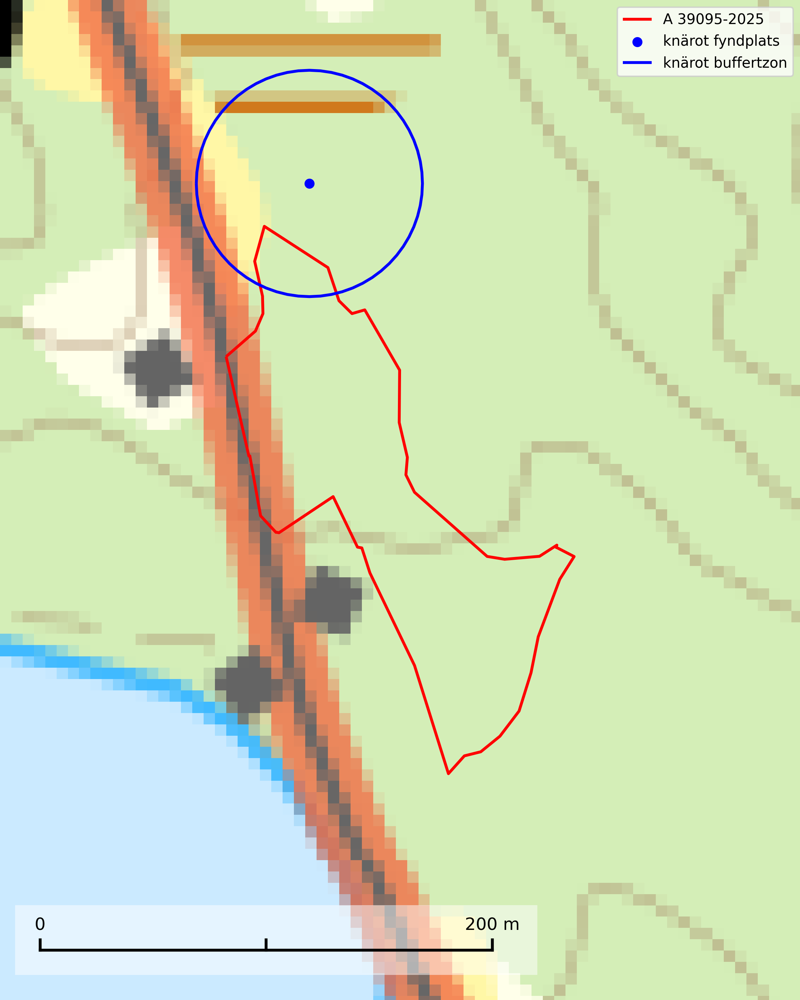 A 39095-2025
knärot fyndplats
knärot buffertzon
0 200 m